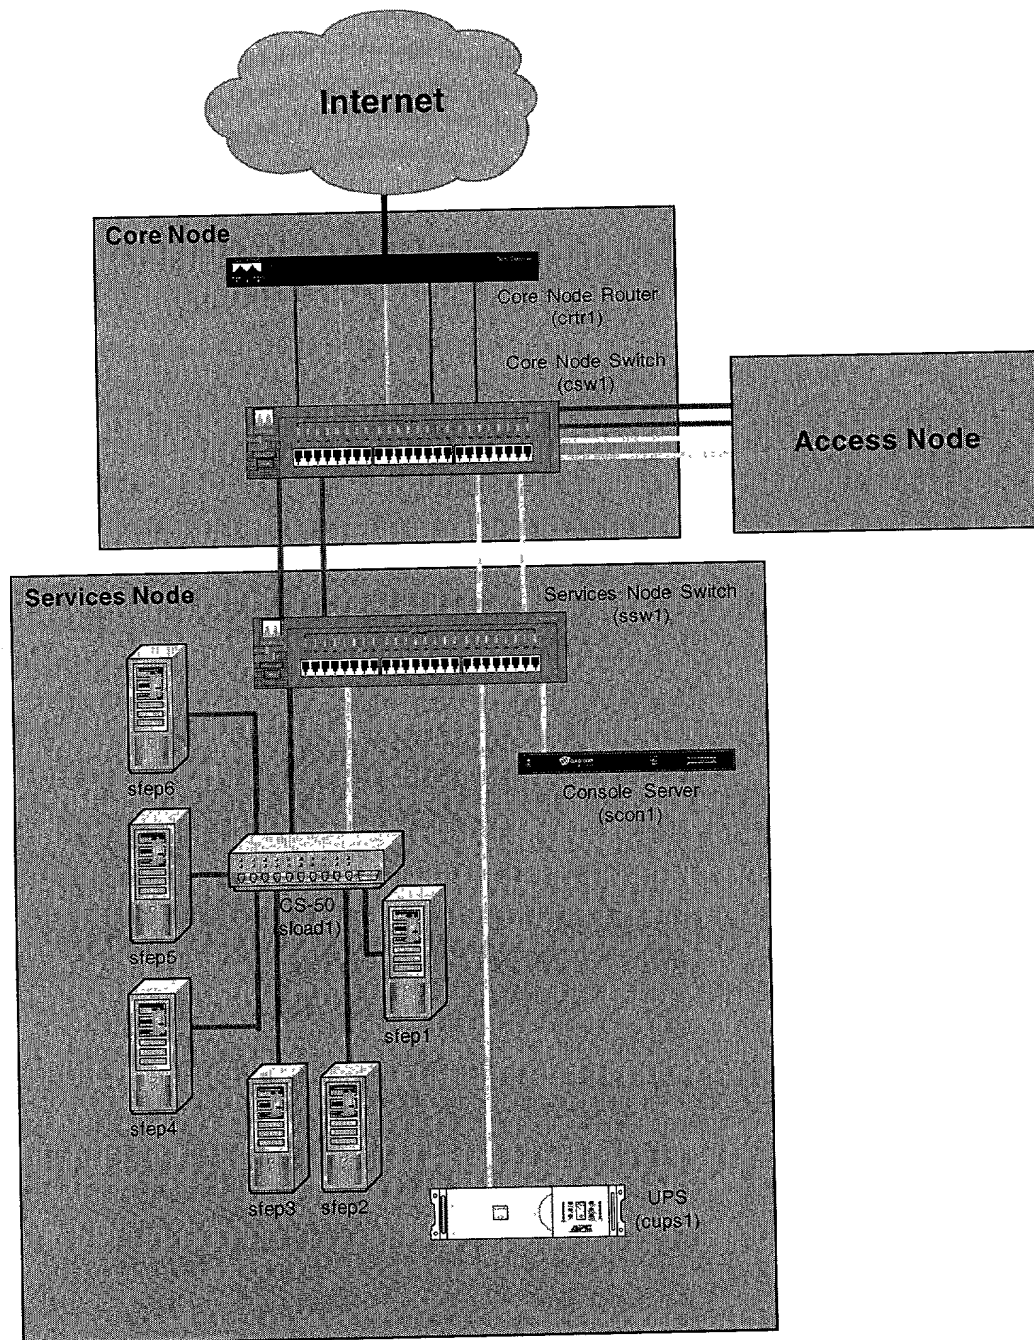 Internet
Core Node
Core Node Router
(crtr1)
Core Node Switch
(csw1)
Access Node
Services Node
Services Node Switch
(ssw1)
sfep6
Console Server
(scon1)
CS-50
(sload1)
sfep5
sfep1
sfep4
sfep3
sfep2
UPS
(cups1)